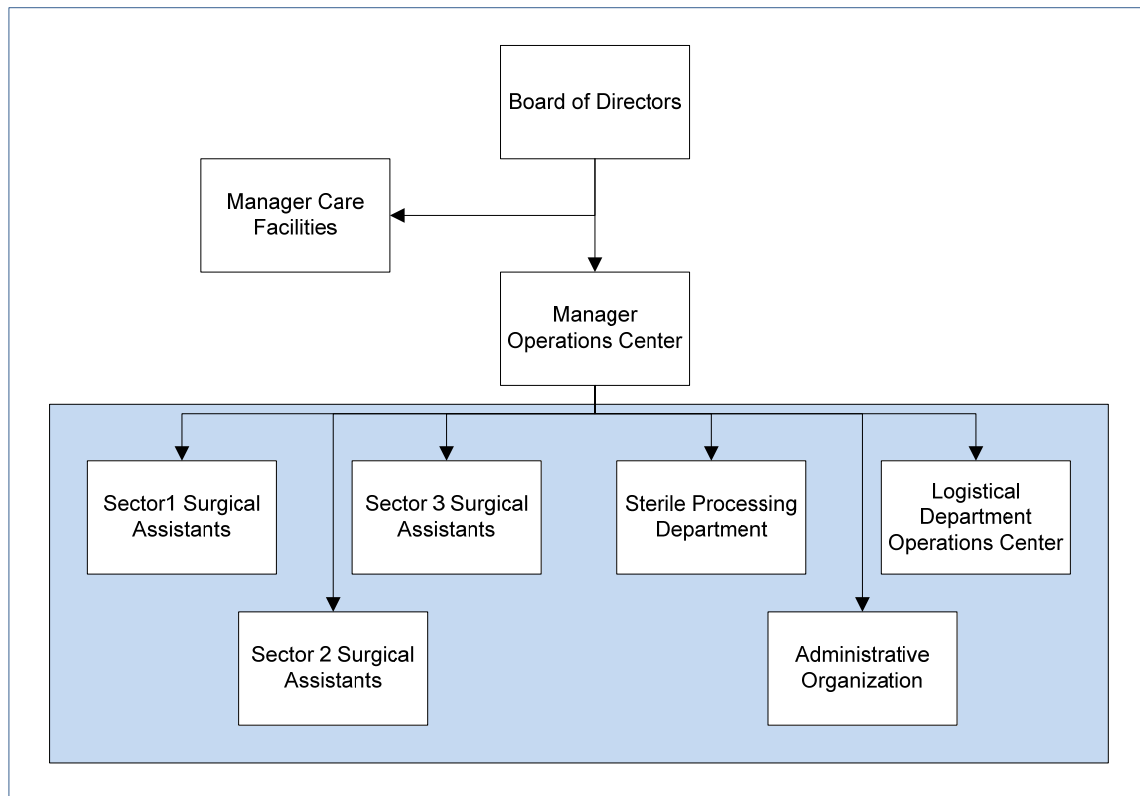 Board of Directors
Manager Care
Facilities
Manager
Operations Center
Sector1 Surgical
Assistants
Sector 3 Surgical
Assistants
Sterile Processing
Department
Logistical
Department
Operations Center
Sector 2 Surgical
Assistants
Administrative
Organization